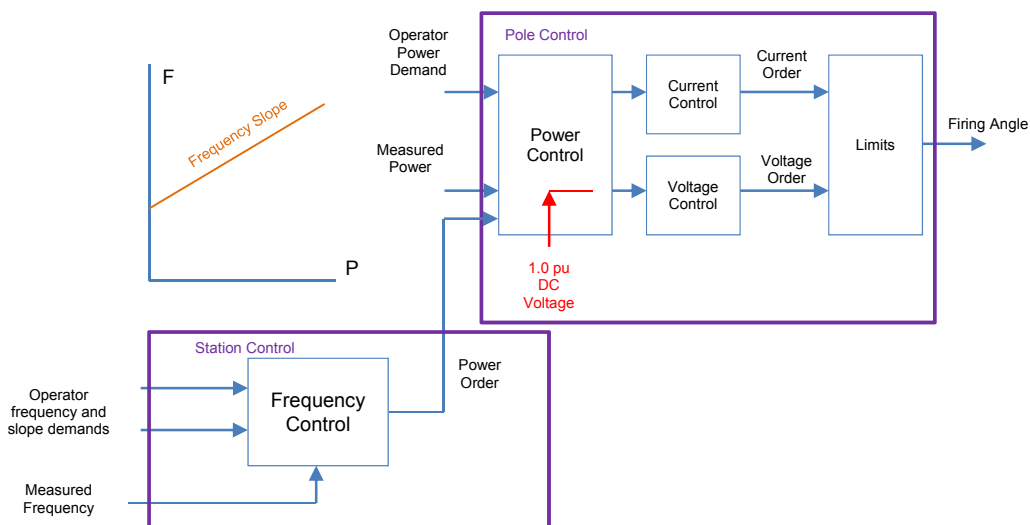 Pole Control
Operator
Power
Demand
Measured
Power
Power
Control
1.0 pu
DC
Voltage
Current
Control
Voltage
Control
Current
Order
Voltage
Order
Limits
Firing Angle
F
Frequency Slope
P
Station Control
Operator
frequency and
slope demands
Measured
Frequency
Frequency
Control
Power
Order